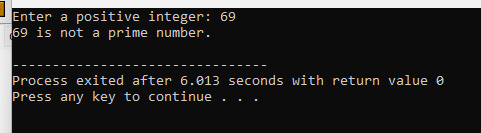 Enter a positive integer: 69
69 is not a prime number.
--------------------------------
Process exited after 6.013 seconds with return value 0
Press any key to continue . . .